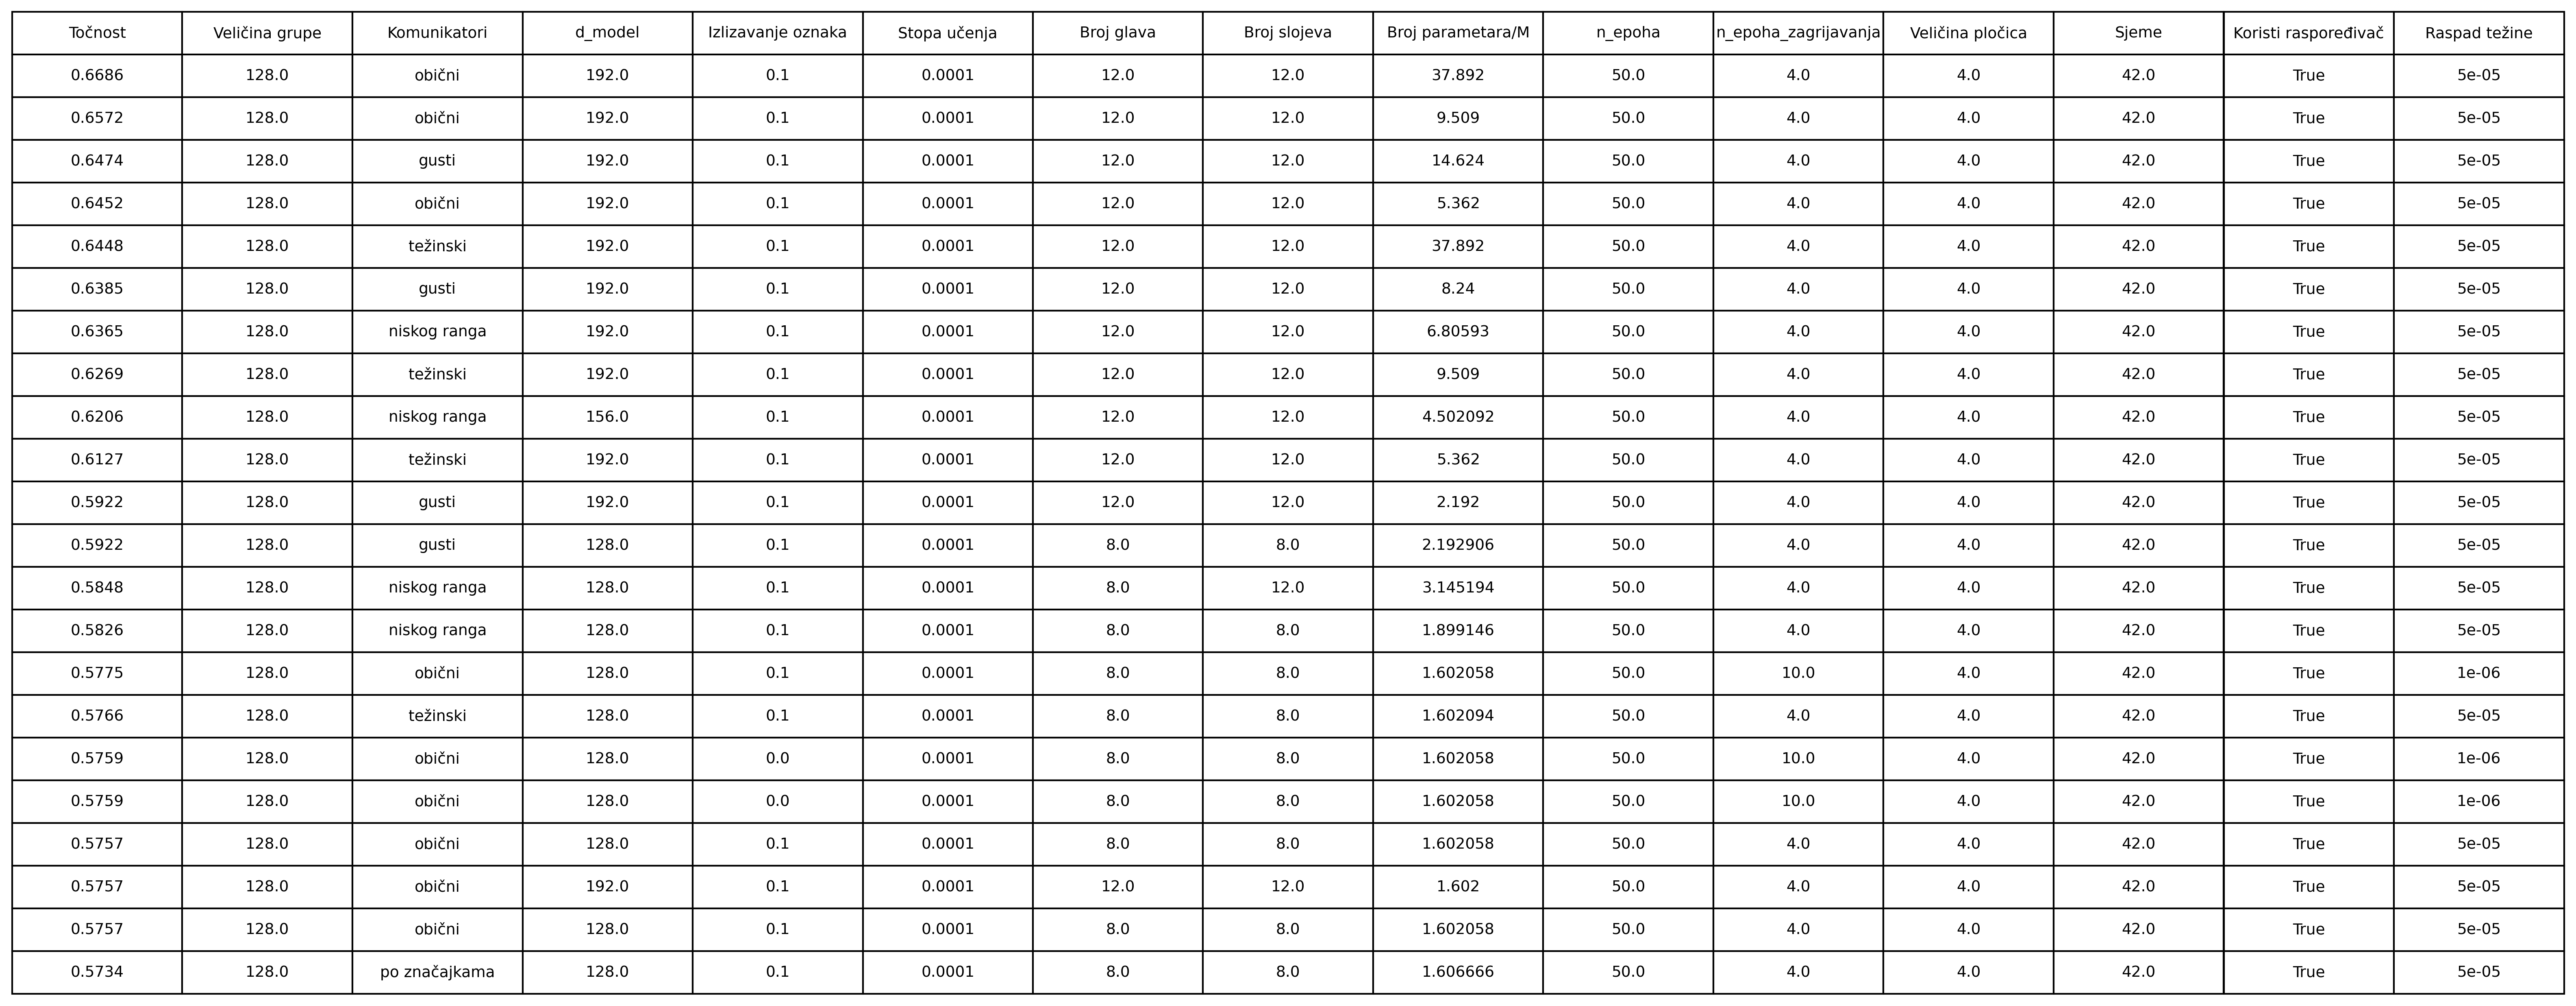 Točnost Veličina grupe Komunikatori d_model Izlizavanje oznaka Stopa učenja Broj glava Broj slojeva Broj parametara/M n_epoha n_epoha_zagrijavanja Veličina pločica Sjeme Koristi raspoređivač Raspad težine
0.6686 128.0 obični 192.0 0.1 0.0001 12.0 12.0 37.892 50.0 4.0 4.0 42.0 True 5e-05
0.6572 128.0 obični 192.0 0.1 0.0001 12.0 12.0 9.509 50.0 4.0 4.0 42.0 True 5e-05
0.6474 128.0 gusti 192.0 0.1 0.0001 12.0 12.0 14.624 50.0 4.0 4.0 42.0 True 5e-05
0.6452 128.0 obični 192.0 0.1 0.0001 12.0 12.0 5.362 50.0 4.0 4.0 42.0 True 5e-05
0.6448 128.0 težinski 192.0 0.1 0.0001 12.0 12.0 37.892 50.0 4.0 4.0 42.0 True 5e-05
0.6385 128.0 gusti 192.0 0.1 0.0001 12.0 12.0 8.24 50.0 4.0 4.0 42.0 True 5e-05
0.6365 128.0 niskog ranga 192.0 0.1 0.0001 12.0 12.0 6.80593 50.0 4.0 4.0 42.0 True 5e-05
0.6269 128.0 težinski 192.0 0.1 0.0001 12.0 12.0 9.509 50.0 4.0 4.0 42.0 True 5e-05
0.6206 128.0 niskog ranga 156.0 0.1 0.0001 12.0 12.0 4.502092 50.0 4.0 4.0 42.0 True 5e-05
0.6127 128.0 težinski 192.0 0.1 0.0001 12.0 12.0 5.362 50.0 4.0 4.0 42.0 True 5e-05
0.5922 128.0 gusti 192.0 0.1 0.0001 12.0 12.0 2.192 50.0 4.0 4.0 42.0 True 5e-05
0.5922 128.0 gusti 128.0 0.1 0.0001 8.0 8.0 2.192906 50.0 4.0 4.0 42.0 True 5e-05
0.5848 128.0 niskog ranga 128.0 0.1 0.0001 8.0 12.0 3.145194 50.0 4.0 4.0 42.0 True 5e-05
0.5826 128.0 niskog ranga 128.0 0.1 0.0001 8.0 8.0 1.899146 50.0 4.0 4.0 42.0 True 5e-05
0.5775 128.0 obični 128.0 0.1 0.0001 8.0 8.0 1.602058 50.0 10.0 4.0 42.0 True 1e-06
0.5766 128.0 težinski 128.0 0.1 0.0001 8.0 8.0 1.602094 50.0 4.0 4.0 42.0 True 5e-05
0.5759 128.0 obični 128.0 0.0 0.0001 8.0 8.0 1.602058 50.0 10.0 4.0 42.0 True 1e-06
0.5759 128.0 obični 128.0 0.0 0.0001 8.0 8.0 1.602058 50.0 10.0 4.0 42.0 True 1e-06
0.5757 128.0 obični 128.0 0.1 0.0001 8.0 8.0 1.602058 50.0 4.0 4.0 42.0 True 5e-05
0.5757 128.0 obični 192.0 0.1 0.0001 12.0 12.0 1.602 50.0 4.0 4.0 42.0 True 5e-05
0.5757 128.0 obični 128.0 0.1 0.0001 8.0 8.0 1.602058 50.0 4.0 4.0 42.0 True 5e-05
0.5734 128.0 po značajkama 128.0 0.1 0.0001 8.0 8.0 1.606666 50.0 4.0 4.0 42.0 True 5e-05